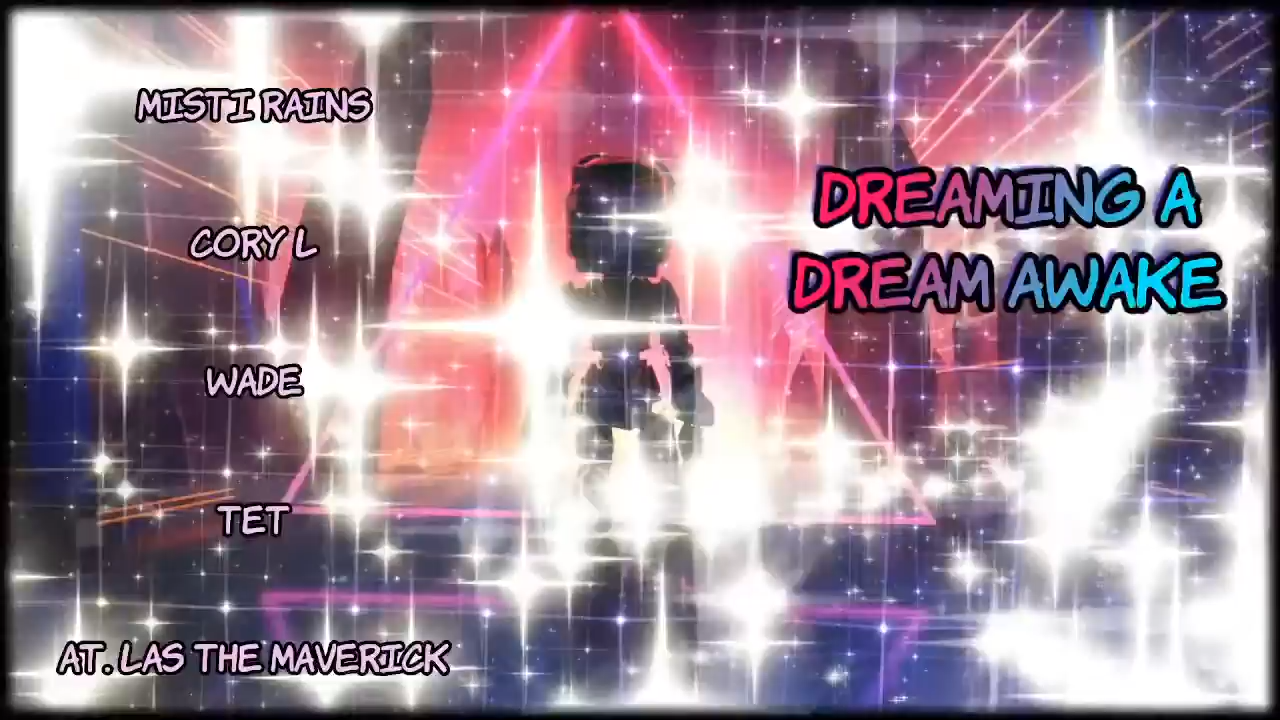 MISTI RAINS
CORY L
WADE
TET
AT. LAS THE MAVERICK
DREAMING A
DREAM AWAKE